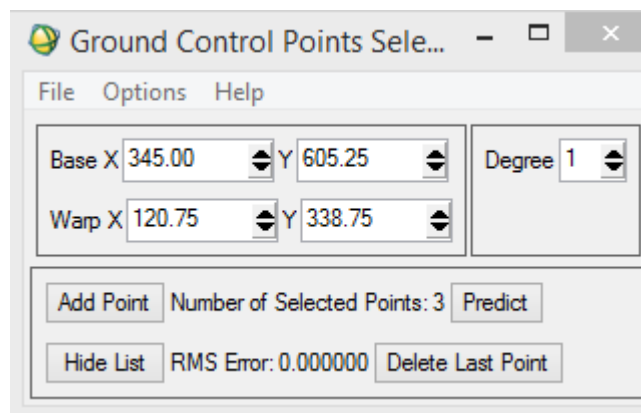 Ground Control Points Sele...
File Options Help
Base X 345.00 Y 605.25 Degree 1
Warp X 120.75 Y 338.75
Add Point Number of Selected Points: 3 Predict
Hide List RMS Error: 0.000000 Delete Last Point